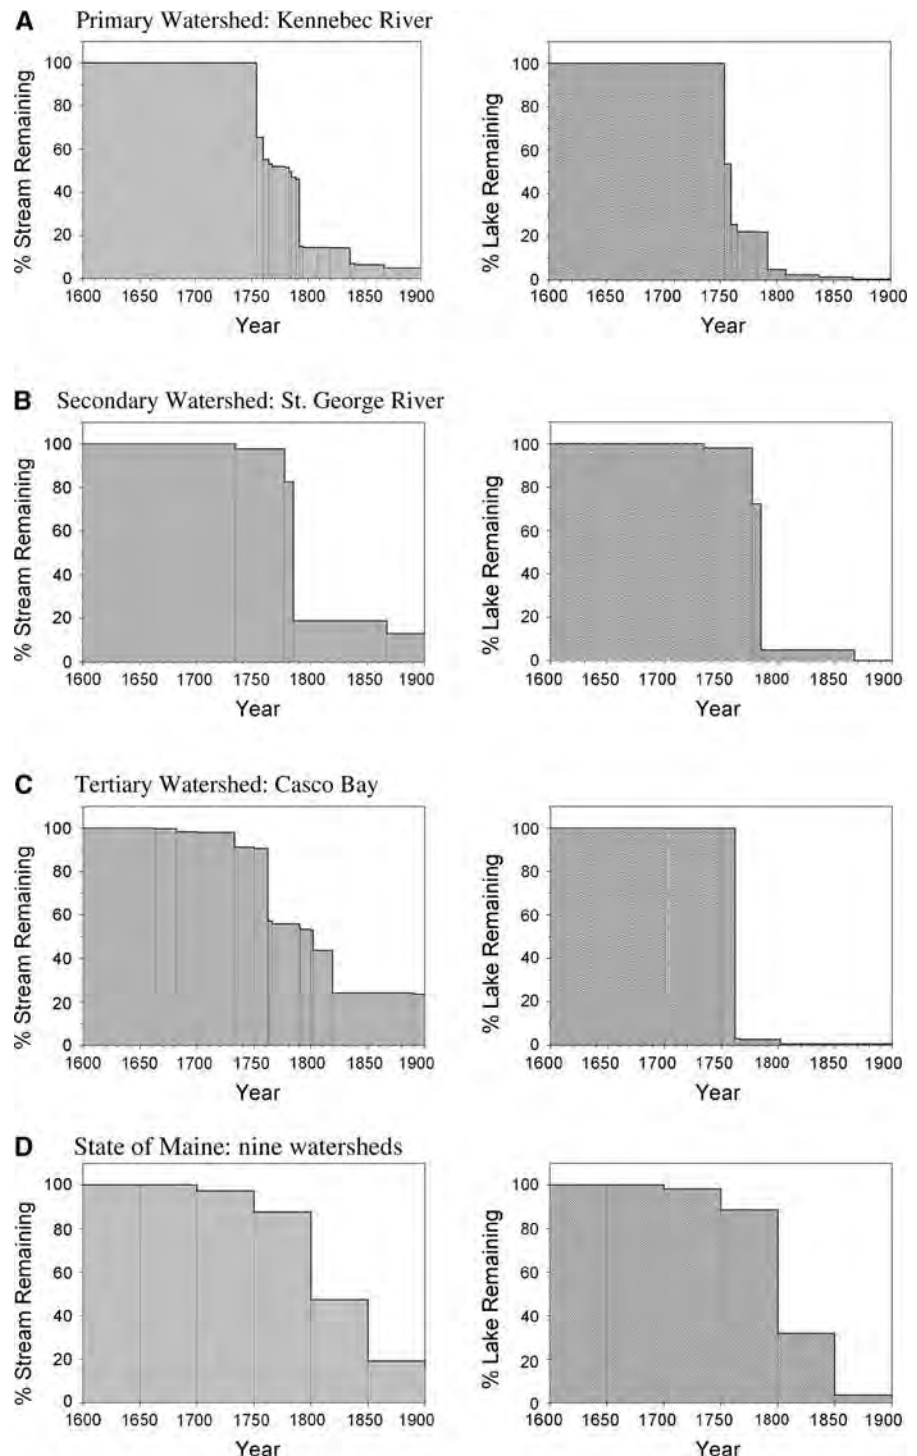 A Primary Watershed: Kennebec River
% Stream Remaining
100
80
60
40
20
0
1600 1650 1700 1750 1800 1850 1900
Year
% Lake Remaining
100
80
60
40
20
0
1600 1650 1700 1750 1800 1850 1900
Year
B Secondary Watershed: St. George River
% Stream Remaining
100
80
60
40
20
0
1600 1650 1700 1750 1800 1850 1900
Year
% Lake Remaining
100
80
60
40
20
0
1600 1650 1700 1750 1800 1850 1900
Year
C Tertiary Watershed: Casco Bay
% Stream Remaining
100
80
60
40
20
0
1600 1650 1700 1750 1800 1850 1900
Year
% Lake Remaining
100
80
60
40
20
0
1600 1650 1700 1750 1800 1850 1900
Year
D State of Maine: nine watersheds
% Stream Remaining
100
80
60
40
20
0
1600 1650 1700 1750 1800 1850 1900
Year
% Lake Remaining
100
80
60
40
20
0
1600 1650 1700 1750 1800 1850 1900
Year